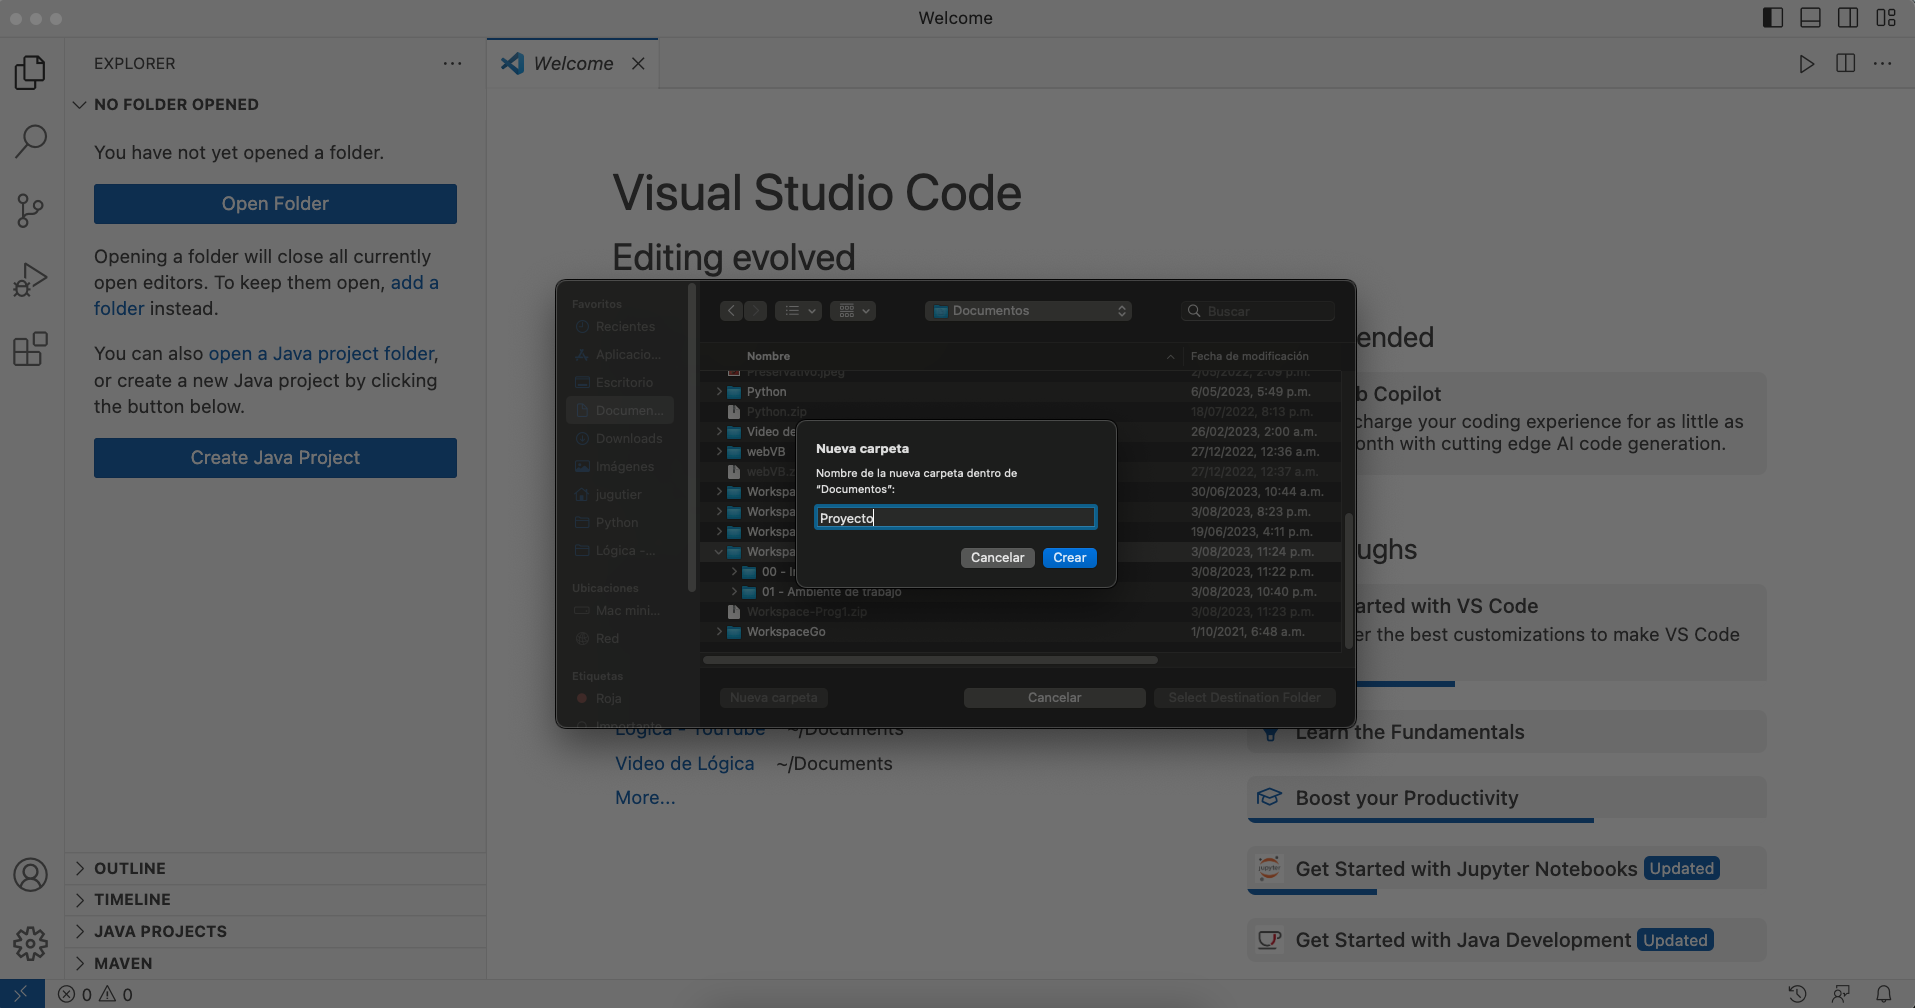 Welcome
EXPLORER
Welcome
NO FOLDER OPENED
You have not yet opened a folder.
Open Folder
Opening a folder will close all currently
open editors. To keep them open, add a
folder instead.
You can also open a Java project folder,
or create a new Java project by clicking
the button below.
Create Java Project
OUTLINE
TIMELINE
JAVA PROJECTS
MAVEN
0 0
Visual Studio Code
Editing evolved
Favoritos
Recientes
Aplicacio...
Escritorio
Documen...
Downloads
Imágenes
jugutier
Python
Lógica -...
Ubicaciones
Mac mini...
Red
Etiquetas
Roja
Importante
Documentos
Buscar
Nombre Fecha de modificación
Preservativo.jpeg 2/05/2022, 2:09 p.m.
Python 6/05/2023, 5:49 p.m.
Python.zip 18/07/2022, 8:13 p.m.
Video de 26/02/2023, 2:00 a.m.
webVB 27/12/2022, 12:36 a.m.
webVB.z 27/12/2022, 12:37 a.m.
Workspa 30/06/2023, 10:44 a.m.
Workspa 3/08/2023, 8:23 p.m.
Workspa 19/06/2023, 4:11 p.m.
Workspa 3/08/2023, 11:24 p.m.
00 - I 3/08/2023, 11:22 p.m.
01 - Ambiente de trabajo 3/08/2023, 10:40 p.m.
Workspace-Prog1.zip 3/08/2023, 11:23 p.m.
WorkspaceGo 1/10/2021, 6:48 a.m.
Nueva carpeta
Cancelar
Select Destination Folder
Nueva carpeta
Nombre de la nueva carpeta dentro de
“Documentos”:
Proyecto
Cancelar
Crear
Lógica - YouTube ~/Documents
Video de Lógica ~/Documents
More...
ended
b Copilot
charge your coding experience for as little as
onth with cutting edge AI code generation.
ughs
arted with VS Code
er the best customizations to make VS Code
Learn the Fundamentals
Boost your Productivity
Get Started with Jupyter Notebooks Updated
Get Started with Java Development Updated